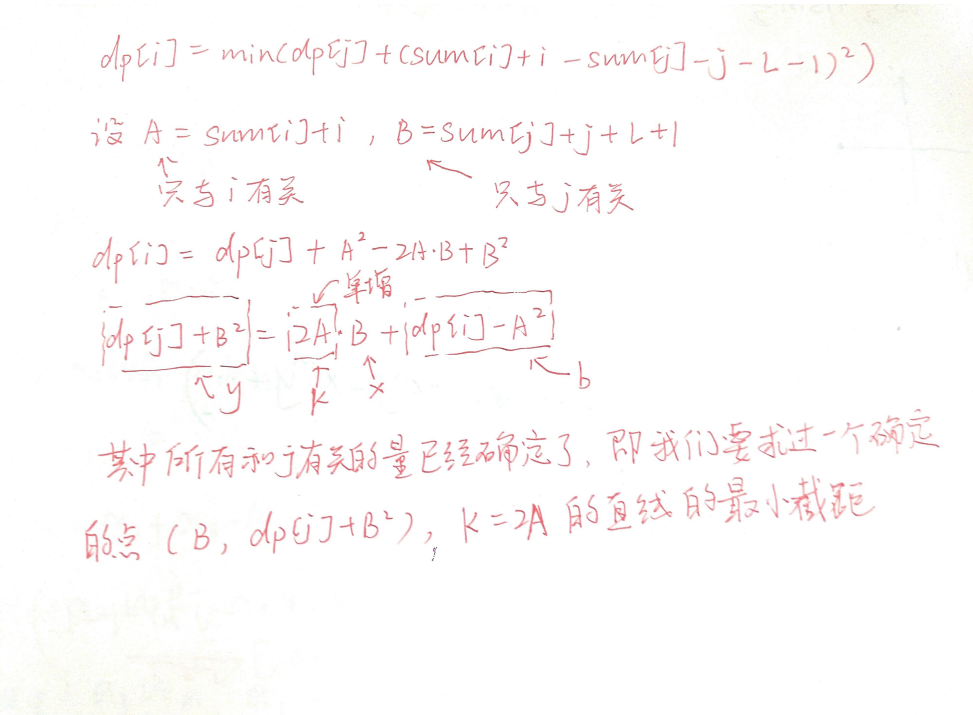 dp[i] = min(dp[j] + (sum[i] + i - sum[j] - j - L - 1)²)
设 A = sum[i] + i , B = sum[j] + j + L + 1
只与 i 有关 只与 j 有关
dp[i] = dp[j] + A² - 2A·B + B²
单增
dp[j] + B² = 2A·B + dp[i] - A²
y k x b
其中所有和j有关的量已经确定了, 即我们要求过一个确定
的点 (B, dp[j]+B²), K=2A 的直线的最小截距